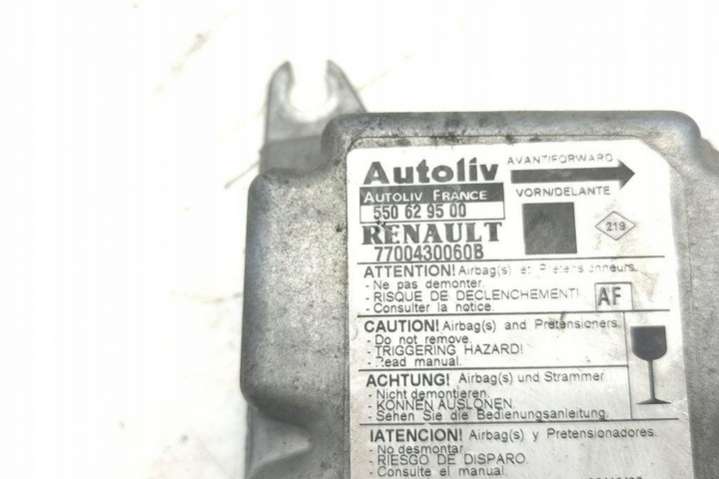 Autoliv
AVANT/FORWARD
AUTOLIV FRANCE
VORN/DELANTE
550 62 95 00
219
RENAULT
7700430060B
ATTENTION! Airbag(s) et Pretensionneurs
- Ne pas demonter.
- RISQUE DE DECLENCHEMENT!
- Consulter la notice.
AF
CAUTION! Airbag(s) and Pretensioners.
- Do not remove.
- TRIGGERING HAZARD!
- Read manual.
ACHTUNG! Airbag(s) und Strammer
- Nicht demontieren.
- KONNEN AUSLONEN.
- Sehen Sie die Bedienungsanleitung.
IATENCION! Airbag(s) y Pretensionadores.
- No desmontar
- RIESGO DE DISPARO
- Consulte el manual.